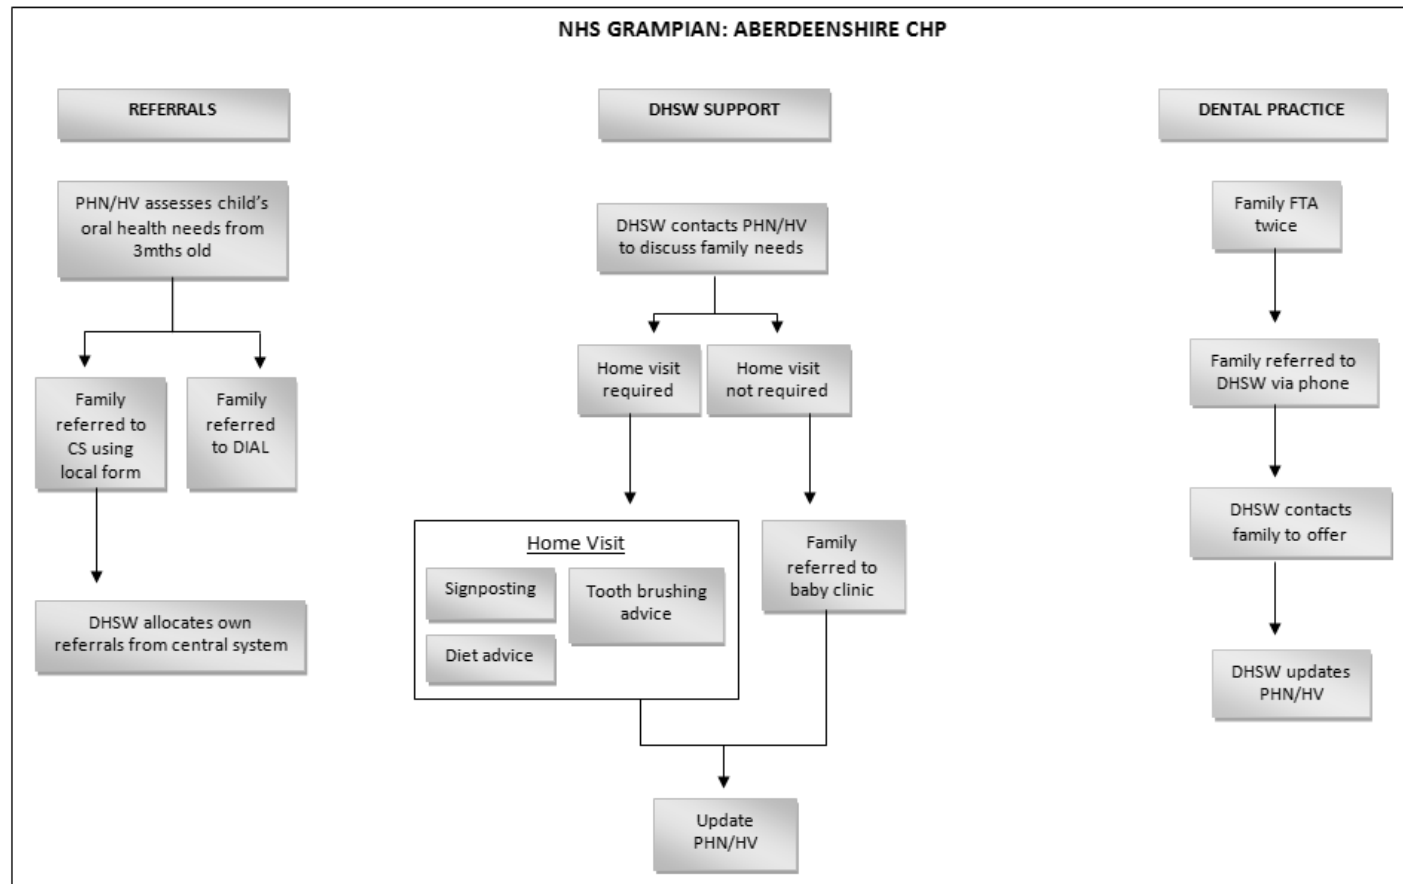 NHS GRAMPIAN: ABERDEENSHIRE CHP
REFERRALS
PHN/HV assesses child’s
oral health needs from
3mths old
Family
referred to
CS using
local form
Family
referred
to DIAL
DHSW allocates own
referrals from central system
DHSW SUPPORT
DHSW contacts PHN/HV
to discuss family needs
Home visit
required
Home visit
not required
Home Visit
Signposting
Tooth brushing
advice
Diet advice
Family
referred to
baby clinic
Update
PHN/HV
DENTAL PRACTICE
Family FTA
twice
Family referred to
DHSW via phone
DHSW contacts
family to offer
DHSW updates
PHN/HV